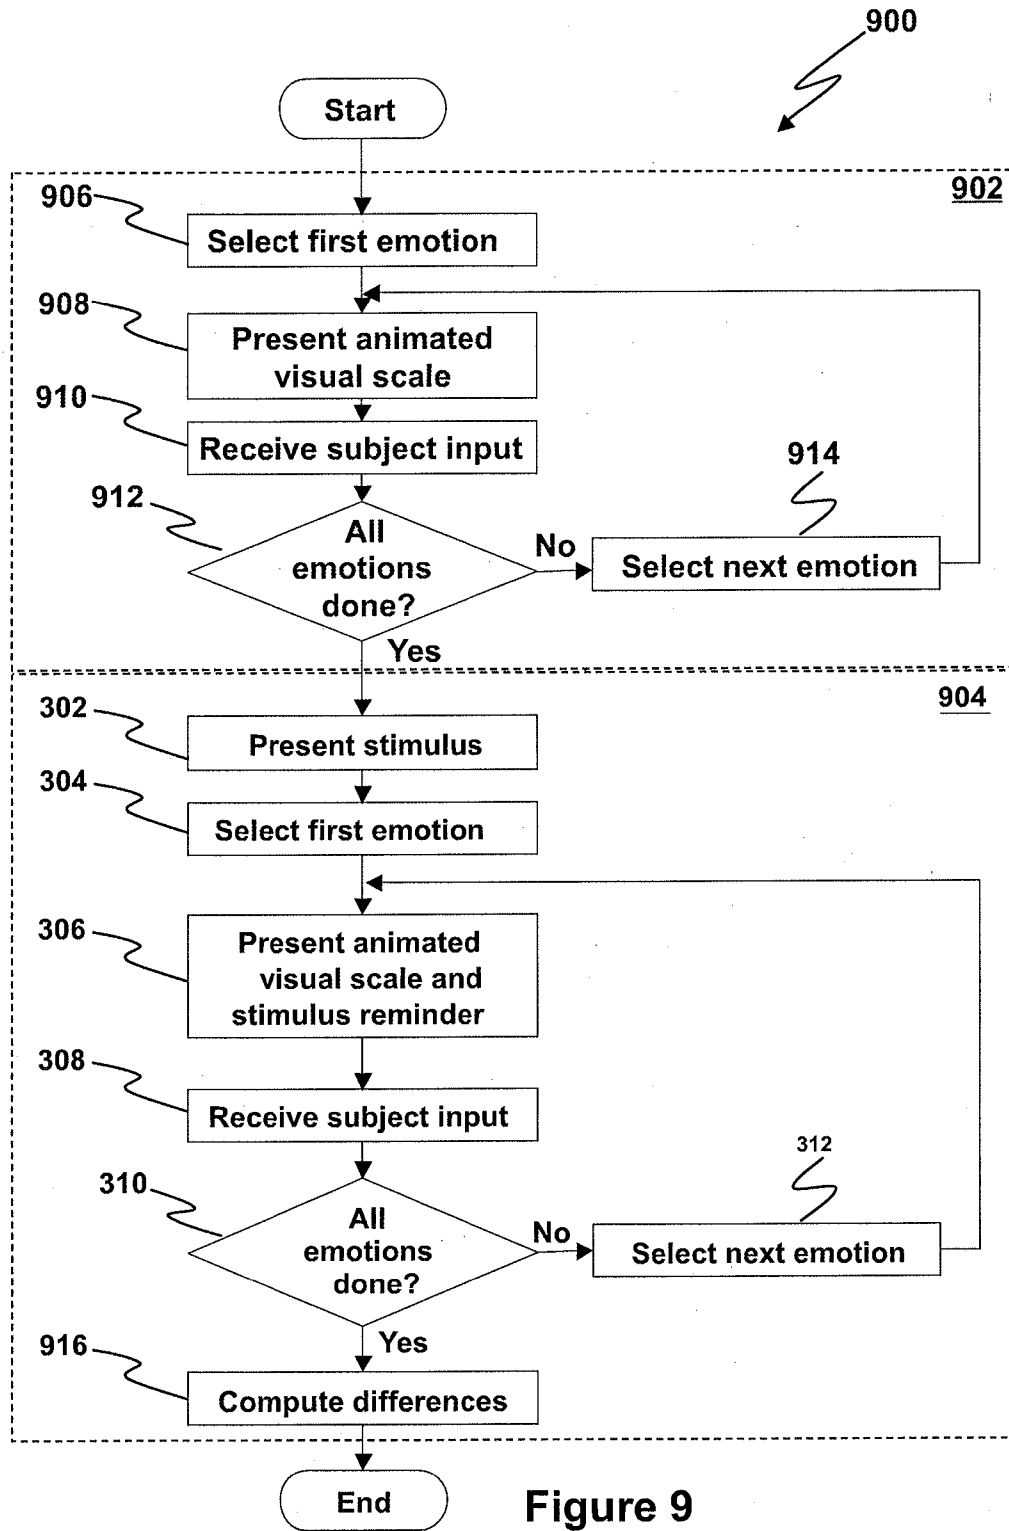 900
Start
902
906
Select first emotion
908
Present animated
visual scale
910
Receive subject input
914
912
All
emotions
done?
No
Select next emotion
Yes
904
302
Present stimulus
304
Select first emotion
306
Present animated
visual scale and
stimulus reminder
308
Receive subject input
312
310
All
emotions
done?
No
Select next emotion
Yes
916
Compute differences
End
Figure 9